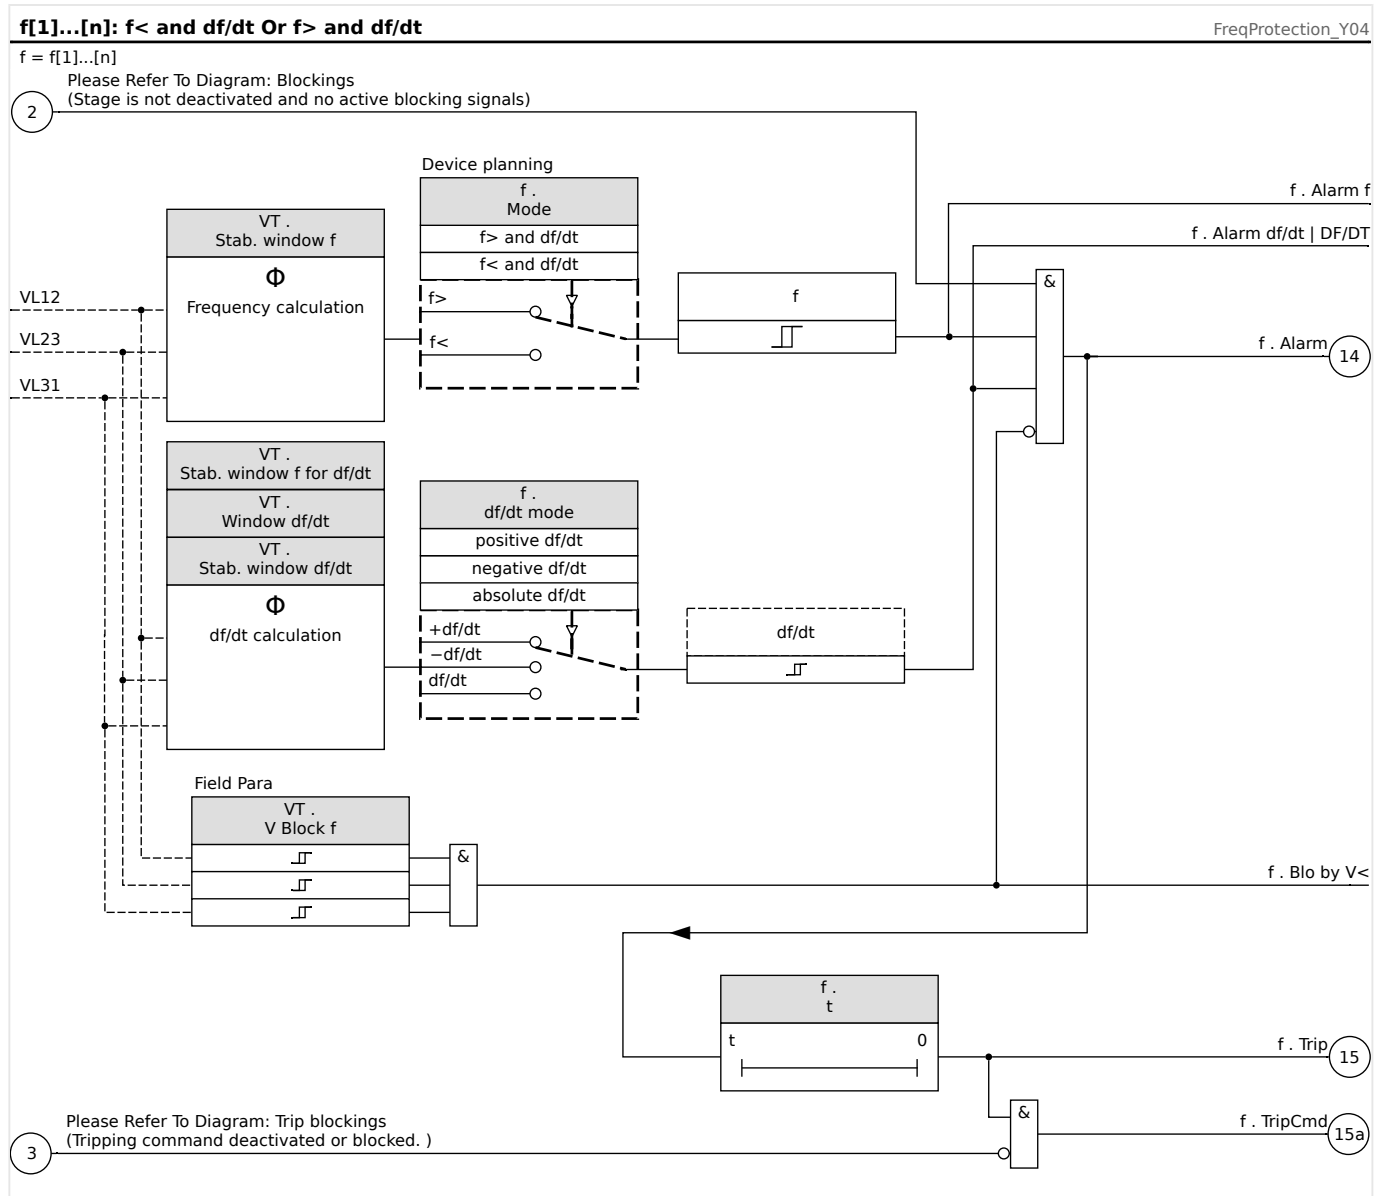 f[1]...[n]: f< and df/dt Or f> and df/dt
FreqProtection_Y04
f = f[1]...[n]
Please Refer To Diagram: Blockings
(Stage is not deactivated and no active blocking signals)
2
Device planning
f .
Mode
f> and df/dt
f< and df/dt
f>
f<
VT .
Stab. window f
Φ
Frequency calculation
VL12
VL23
VL31
f
&
f . Alarm f
f . Alarm df/dt | DF/DT
f . Alarm
14
VT .
Stab. window f for df/dt
VT .
Window df/dt
VT .
Stab. window df/dt
Φ
df/dt calculation
f .
df/dt mode
positive df/dt
negative df/dt
absolute df/dt
+df/dt
−df/dt
df/dt
df/dt
Field Para
VT .
V Block f
&
f . Blo by V<
f .
t
t
0
f . Trip
15
&
f . TripCmd
15a
Please Refer To Diagram: Trip blockings
(Tripping command deactivated or blocked. )
3